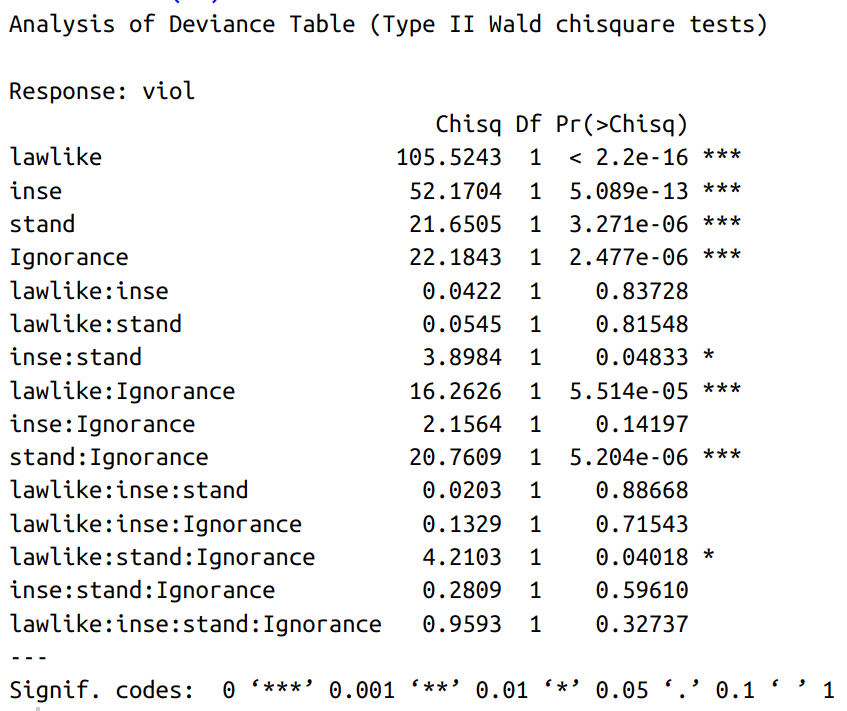 Analysis of Deviance Table (Type II Wald chisquare tests)
Response: viol
Chisq Df Pr(>Chisq)
lawlike 105.5243 1 < 2.2e-16 ***
inse 52.1704 1 5.089e-13 ***
stand 21.6505 1 3.271e-06 ***
Ignorance 22.1843 1 2.477e-06 ***
lawlike:inse 0.0422 1 0.83728
lawlike:stand 0.0545 1 0.81548
inse:stand 3.8984 1 0.04833 *
lawlike:Ignorance 16.2626 1 5.514e-05 ***
inse:Ignorance 2.1564 1 0.14197
stand:Ignorance 20.7609 1 5.204e-06 ***
lawlike:inse:stand 0.0203 1 0.88668
lawlike:inse:Ignorance 0.1329 1 0.71543
lawlike:stand:Ignorance 4.2103 1 0.04018 *
inse:stand:Ignorance 0.2809 1 0.59610
lawlike:inse:stand:Ignorance 0.9593 1 0.32737
---
Signif. codes: 0 ‘***’ 0.001 ‘**’ 0.01 ‘*’ 0.05 ‘.’ 0.1 ‘ ’ 1